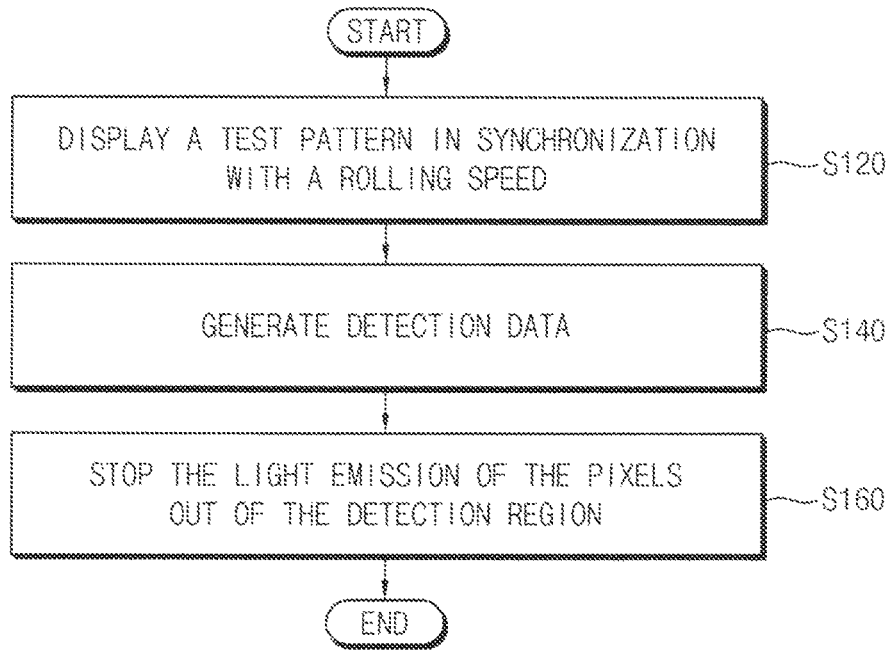 START
DISPLAY A TEST PATTERN IN SYNCHRONIZATION
WITH A ROLLING SPEED
S120
GENERATE DETECTION DATA
S140
STOP THE LIGHT EMISSION OF THE PIXELS
OUT OF THE DETECTION REGION
S160
END